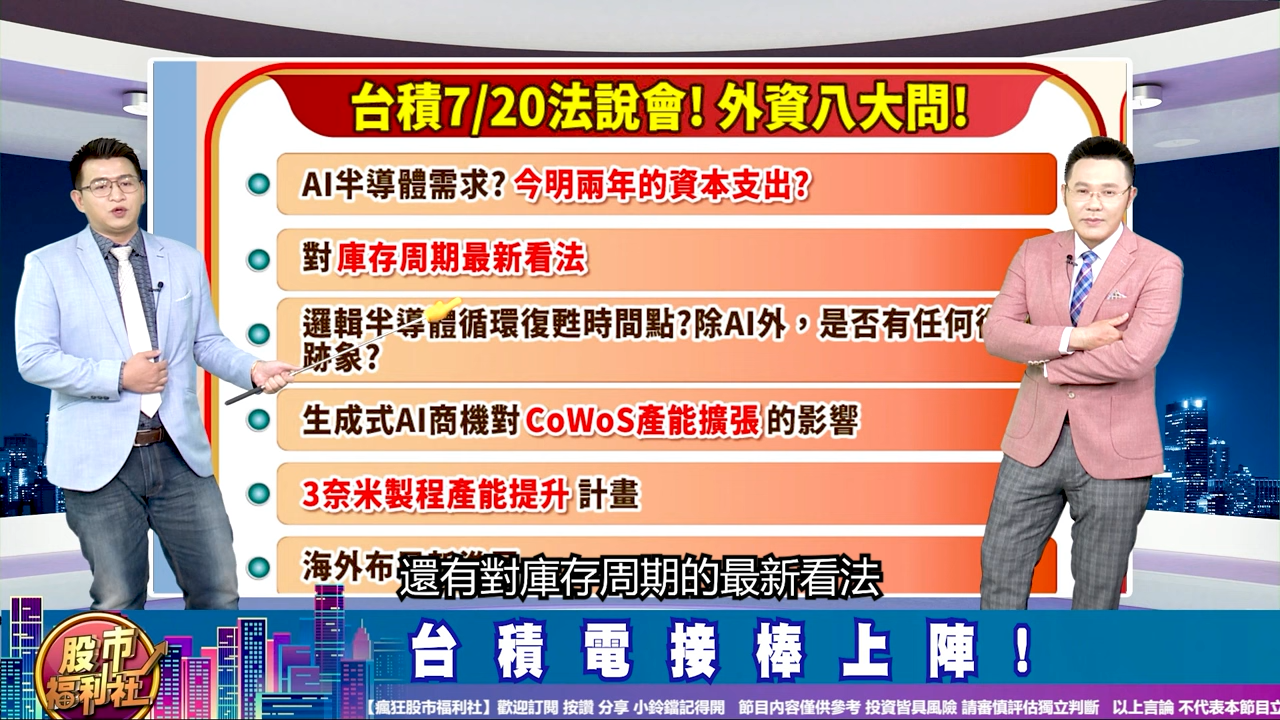 台積7/20法說會! 外資八大問!
AI半導體需求? 今明兩年的資本支出?
對庫存周期最新看法
邏輯半導體循環復甦時間點?除AI外,是否有任何
跡象?
生成式AI商機對CoWoS產能擴張的影響
3奈米製程產能提升計畫
海外布
還有對庫存周期的最新看法
台積電接棒上陣!
股市
福利社
【瘋狂股市福利社】歡迎訂閱 按讚 分享 小鈴鐺記得開 節目內容僅供參考 投資皆具風險 請審慎評估獨立判斷 以上言論 不代表本節目立